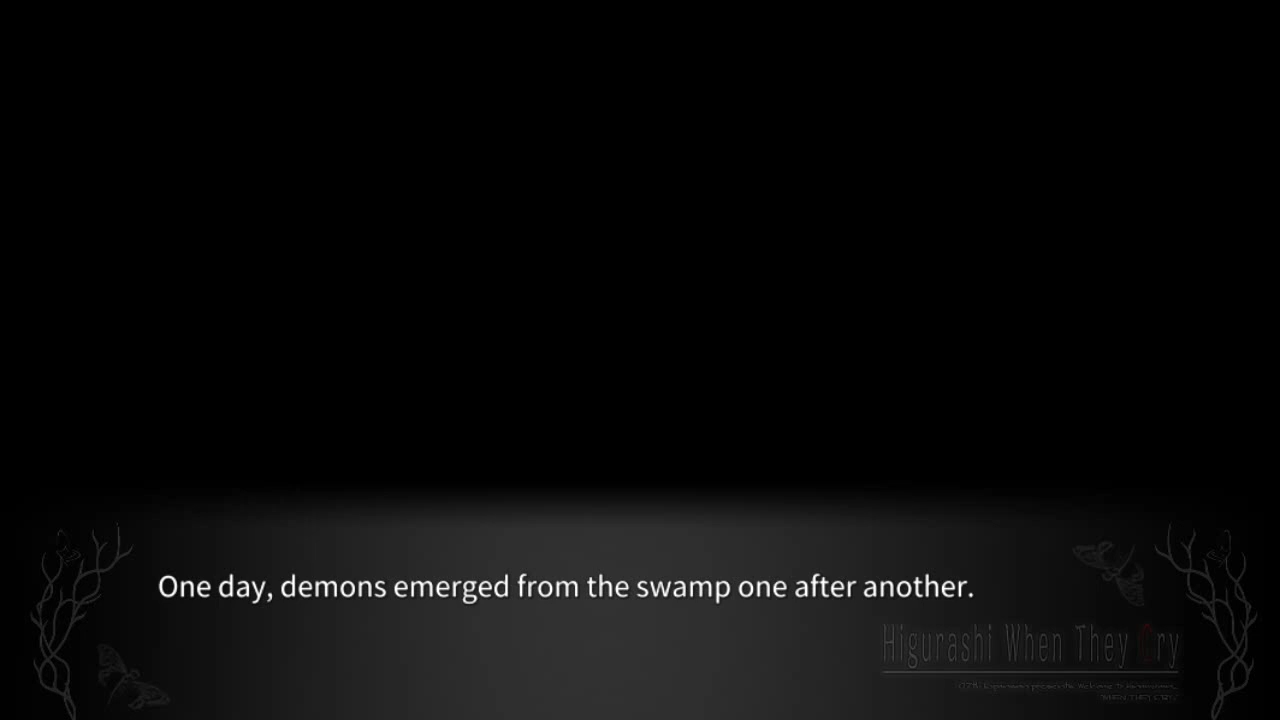 One day, demons emerged from the swamp one after another.
Higurashi When They Cry